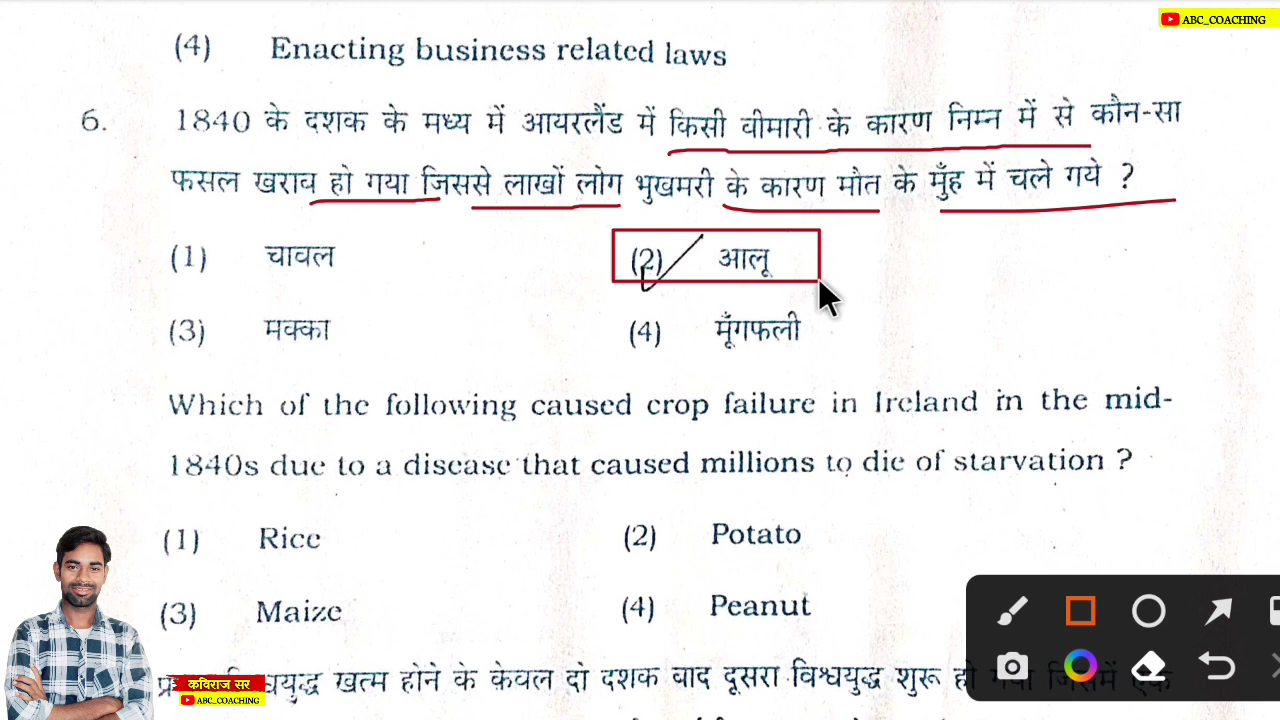 ABC_COACHING
(4) Enacting business related laws
6. 1840 के दशक के मध्य में आयरलैंड में किसी बीमारी के कारण निम्न में से कौन-सा
फसल खराब हो गया जिससे लाखों लोग भुखमरी के कारण मौत के मुँह में चले गये ?
(1) चावल (2) आलू
(3) मक्का (4) मूँगफली
Which of the following caused crop failure in Ireland in the mid-
1840s due to a disease that caused millions to die of starvation ?
(1) Rice (2) Potato
(3) Maize (4) Peanut
खत्म होने के केवल दो दशक बाद दूसरा विश्वयुद्ध शुरू हो
कविराज सर
ABC_COACHING